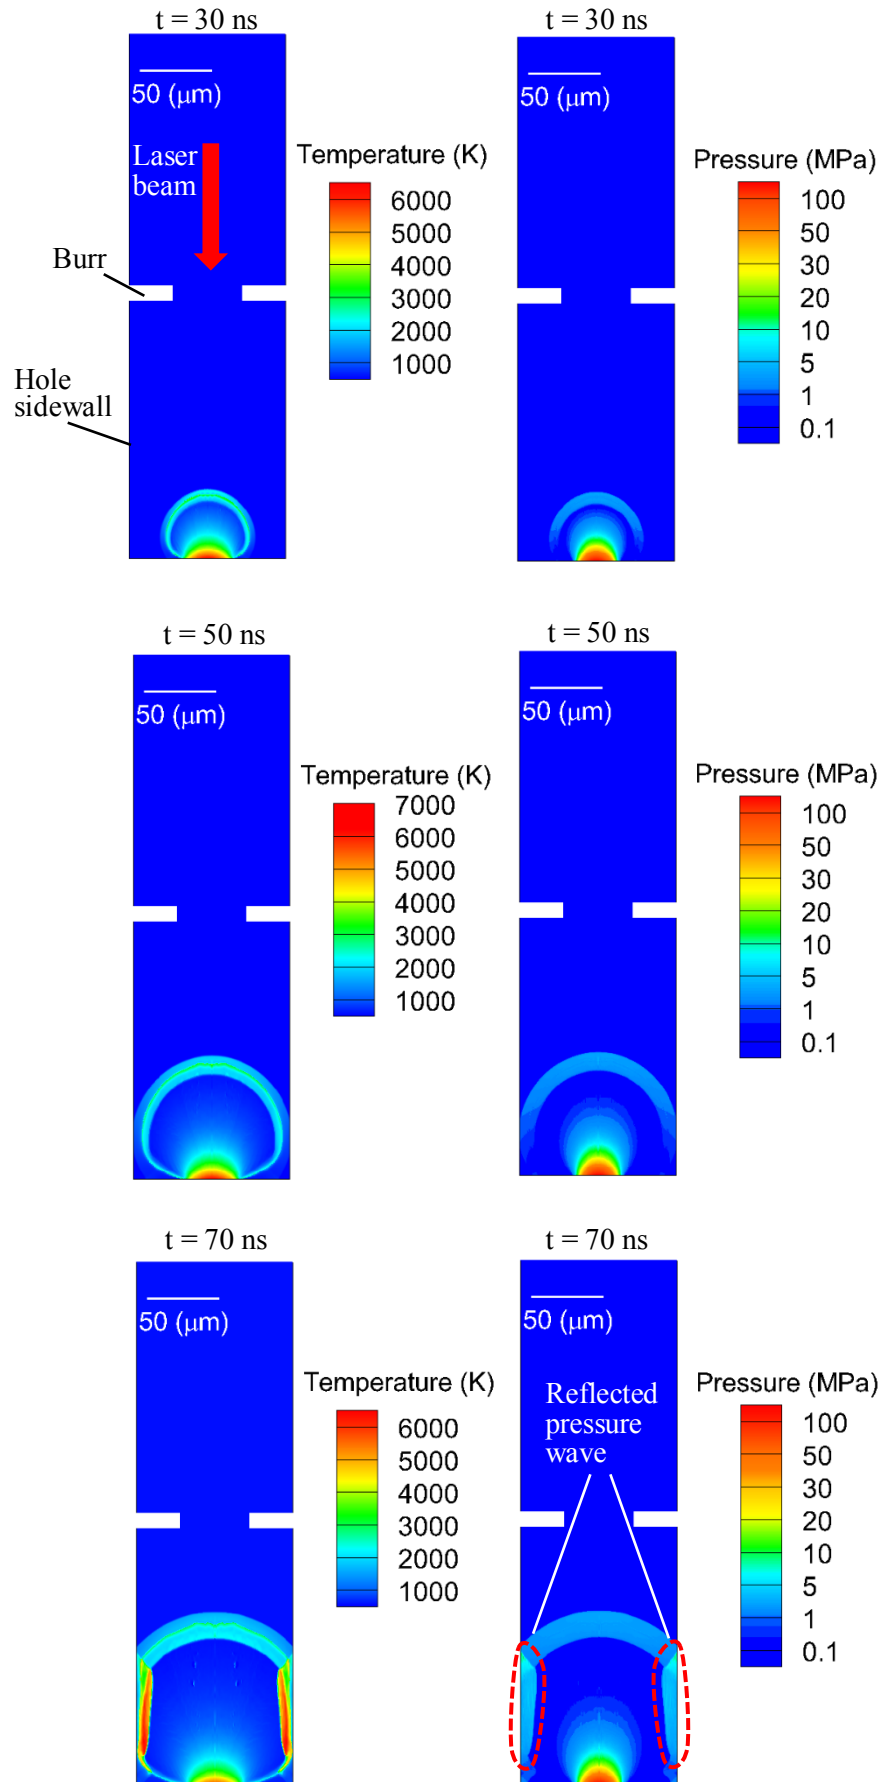 t = 30 ns
50 (μm)
Laser
beam
Burr
Hole
sidewall
Temperature (K)
6000
5000
4000
3000
2000
1000
t = 30 ns
50 (μm)
Pressure (MPa)
100
50
30
20
10
5
1
0.1
t = 50 ns
50 (μm)
Temperature (K)
7000
6000
5000
4000
3000
2000
1000
t = 50 ns
50 (μm)
Pressure (MPa)
100
50
30
20
10
5
1
0.1
t = 70 ns
50 (μm)
Temperature (K)
6000
5000
4000
3000
2000
1000
t = 70 ns
50 (μm)
Reflected
pressure
wave
Pressure (MPa)
100
50
30
20
10
5
1
0.1